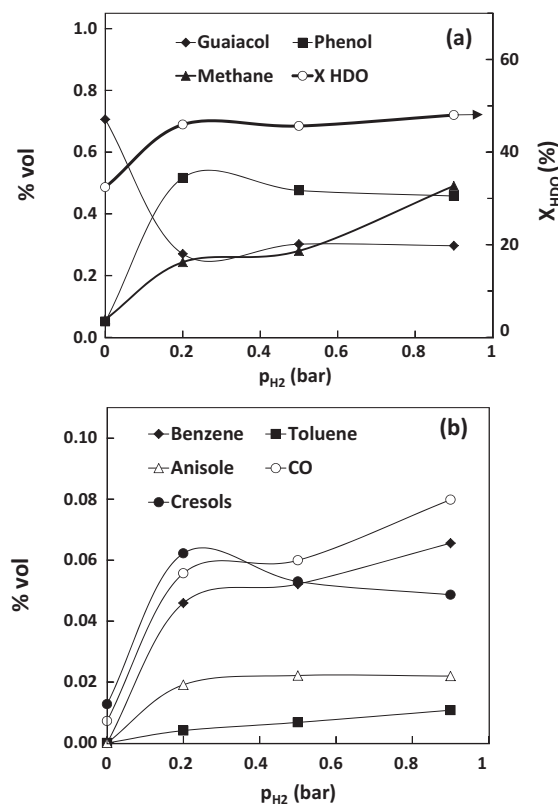 (a)
Guaiacol Phenol
Methane X HDO
% vol
1.0
0.8
0.6
0.4
0.2
0.0
60
40
20
0
X_HDO (%)
0 0.2 0.4 0.6 0.8 1
p_H2 (bar)
(b)
Benzene Toluene
Anisole CO
Cresols
% vol
0.10
0.08
0.06
0.04
0.02
0.00
0 0.2 0.4 0.6 0.8 1
p_H2 (bar)